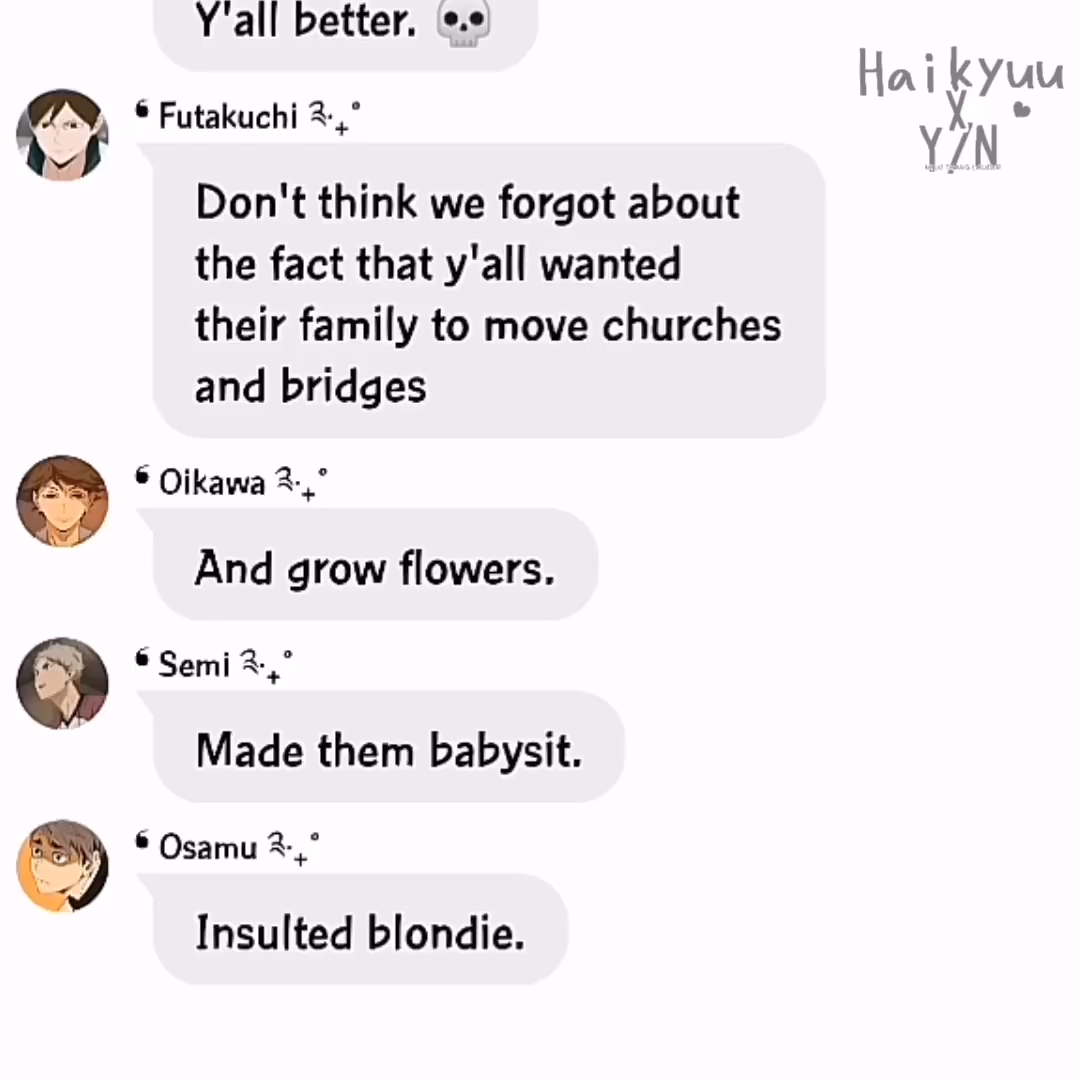 Y'all better. 💀
Haikyuu
X
Y/N
❛ Futakuchi ༉‧₊˚
Don't think we forgot about
the fact that y'all wanted
their family to move churches
and bridges
❛ Oikawa ༉‧₊˚
And grow flowers.
❛ Semi ༉‧₊˚
Made them babysit.
❛ Osamu ༉‧₊˚
Insulted blondie.